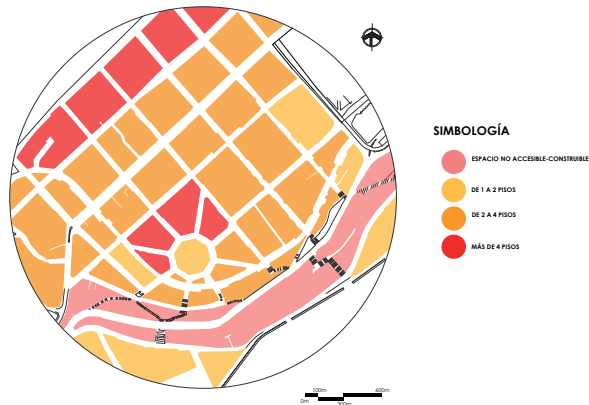 SIMBOLOGÍA
ESPACIO NO ACCESIBLE-CONSTRUIBLE
DE 1 A 2 PISOS
DE 2 A 4 PISOS
MÁS DE 4 PISOS
100m 600m
0m 300m